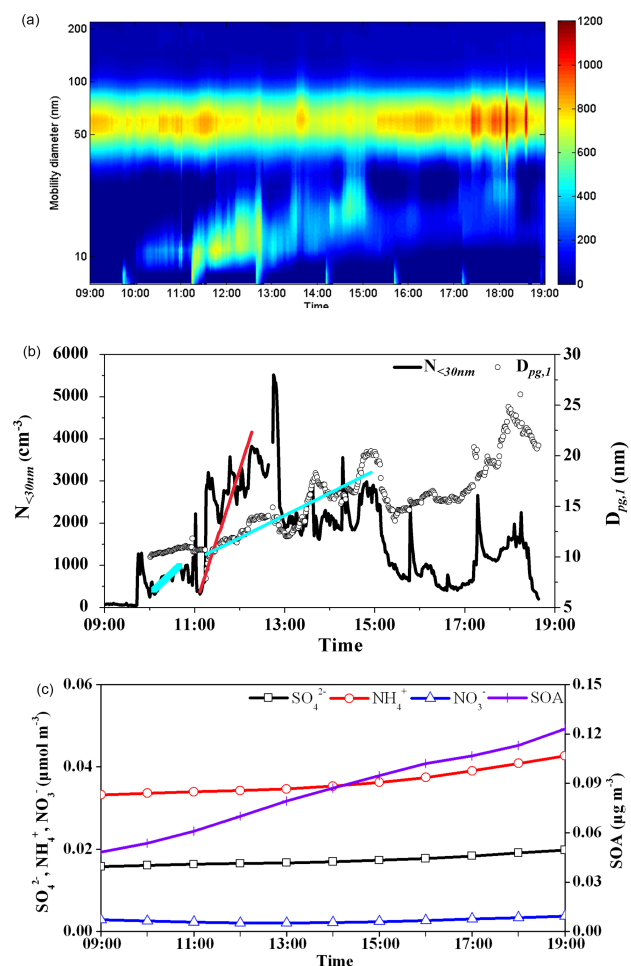 (a)
Mobility diameter (nm)
200
100
50
10
09:00 10:00 11:00 12:00 13:00 14:00 15:00 16:00 17:00 18:00 19:00
Time
1200
1000
800
600
400
200
0
(b)
N<30nm (cm-3)
6000
5000
4000
3000
2000
1000
0
N<30nm Dpg,1
30
25
20
15
10
5
Dpg,1 (nm)
09:00 11:00 13:00 15:00 17:00 19:00
Time
(c)
SO42-, NH4+, NO3- (μmol m-3)
0.06
0.04
0.02
0.00
SO42- NH4+ NO3- SOA
0.15
0.12
0.09
0.06
0.03
0.00
SOA (μg m-3)
09:00 11:00 13:00 15:00 17:00 19:00
Time